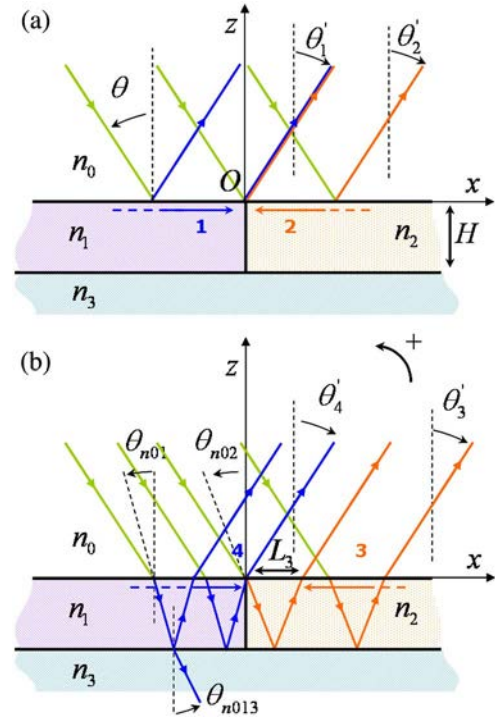 (a)
z
θ
θ'₁
θ'₂
n₀
O
x
1
2
n₁
n₂
H
n₃
(b)
z
+
θₙ₀₁
θₙ₀₂
θ'₄
θ'₃
n₀
4
L₃
3
x
n₁
n₂
n₃
θₙ₀₁₃